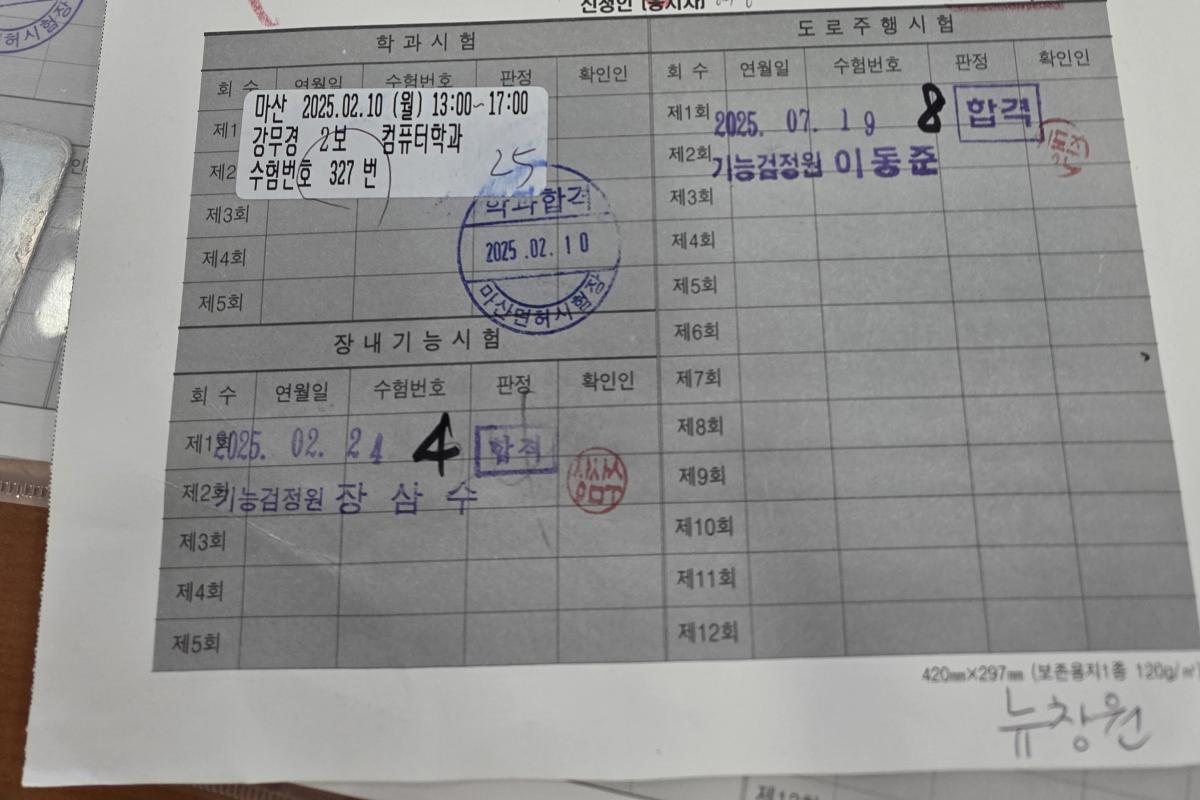 신청인 [응시자]
학 과 시 험
회 수 연월일 수험번호 판정 확인인
마산 2025.02.10 (월) 13:00~17:00
강무경 2보 컴퓨터학과
수험번호 327 번
25
제1
제2
제3회
제4회
제5회
학과합격
2025.02.10
마산면허시험장
장 내 기 능 시 험
회 수 연월일 수험번호 판정 확인인
제1회 2025. 02. 24 4 합격
제2회 기능검정원 장 삼 수
제3회
제4회
제5회
도 로 주 행 시 험
회 수 연월일 수험번호 판정 확인인
제1회 2025. 07. 19 8 합격
제2회 기능검정원 이동준
제3회
제4회
제5회
제6회
제7회
제8회
제9회
제10회
제11회
제12회
420㎜×297㎜ (보존용지1종 120g/㎡
뉴창원
제12회